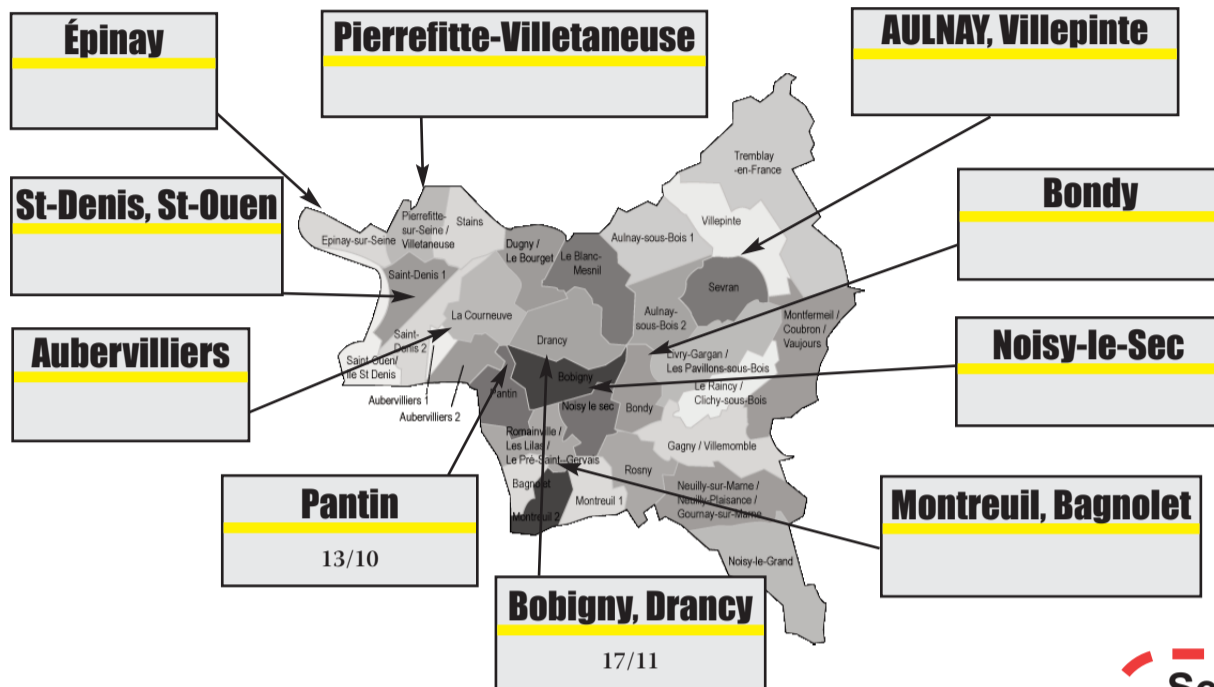 Épinay
Pierrefitte-Villetaneuse
AULNAY, Villepinte
St-Denis, St-Ouen
Bondy
Aubervilliers
Noisy-le-Sec
Pantin
13/10
Montreuil, Bagnolet
Bobigny, Drancy
17/11
Tremblay
-en-France
Villepinte
Epinay-sur-Seine
Pierrefitte-
sur-Seine /
Villetaneuse
Stains
Dugny /
Le Bourget
Le Blanc-
Mesnil
Aulnay-sous-Bois 1
Sevran
Saint-Denis 1
La Courneuve
Aulnay-
sous-Bois 2
Montfermeil /
Coubron /
Vaujours
Saint-
Denis 2
Drancy
Livry-Gargan /
Les Pavillons-sous-Bois
Saint-Ouen/
Ile St Denis
Bobigny
Le Raincy /
Clichy-sous-Bois
Aubervilliers 1
Aubervilliers 2
Pantin
Noisy le sec
Bondy
Romainville /
Les Lilas /
Le Pré-Saint--Gervais
Gagny / Villemomble
Rosny
Bagnolet
Montreuil 1
Montreuil 2
Neuilly-sur-Marne /
Neuilly-Plaisance /
Gournay-sur-Marne
Noisy-le-Grand